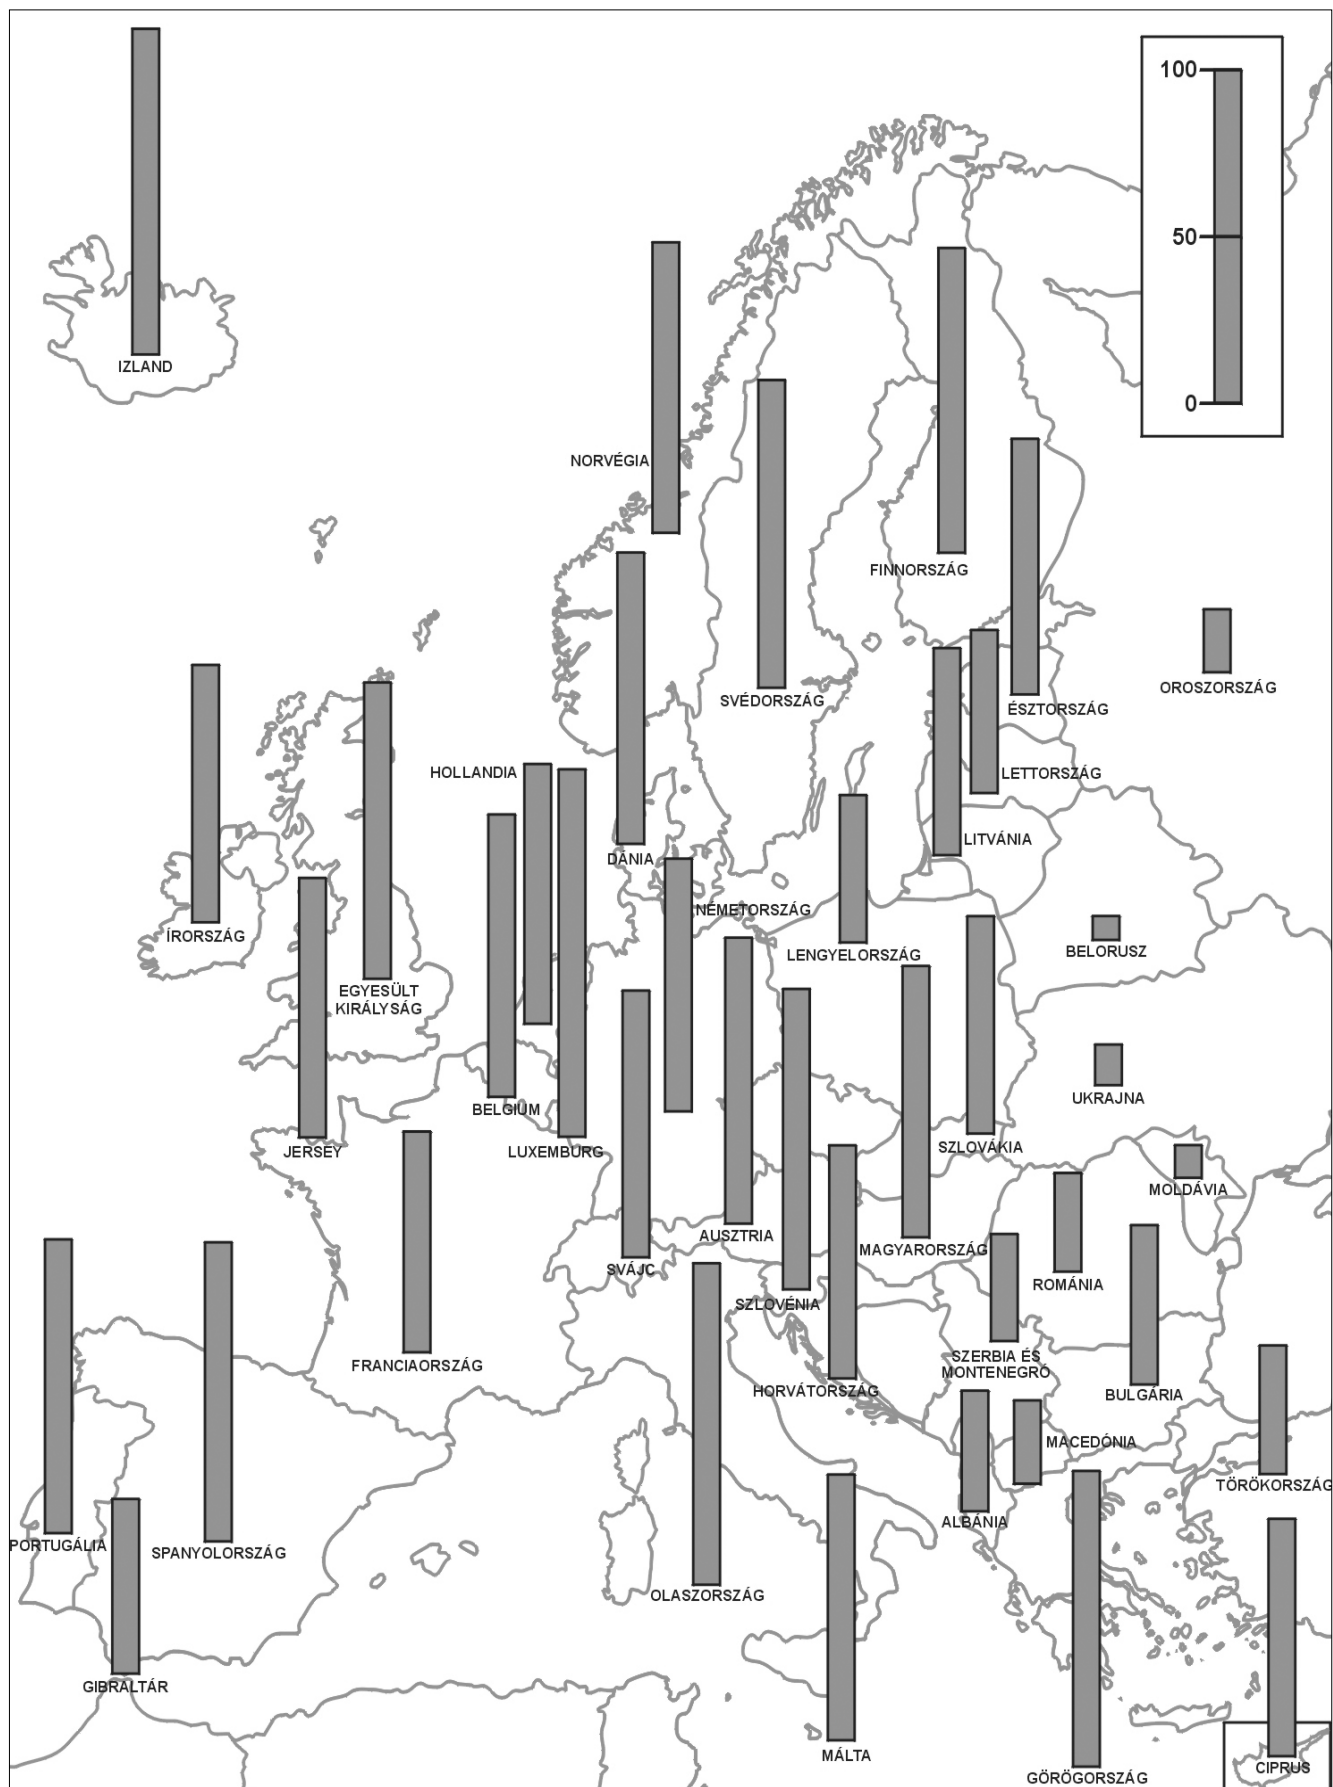 100
50
0
IZLAND
NORVÉGIA
FINNORSZÁG
SVÉDORSZÁG
ÉSZTORSZÁG
OROSZORSZÁG
HOLLANDIA
LETTORSZÁG
LITVÁNIA
DÁNIA
NÉMETORSZÁG
ÍRORSZÁG
LENGYELORSZÁG
BELORUSZ
EGYESÜLT
KIRÁLYSÁG
UKRAJNA
BELGIUM
JERSEY
LUXEMBURG
SZLOVÁKIA
MOLDÁVIA
AUSZTRIA
MAGYARORSZÁG
SVÁJC
ROMÁNIA
SZLOVÉNIA
FRANCIAORSZÁG
SZERBIA ÉS
MONTENEGRÓ
HORVÁTORSZÁG
BULGÁRIA
MACEDÓNIA
TÖRÖKORSZÁG
ALBÁNIA
PORTUGÁLIA
SPANYOLORSZÁG
OLASZORSZÁG
GIBRALTÁR
MÁLTA
CIPRUS
GÖRÖGORSZÁG